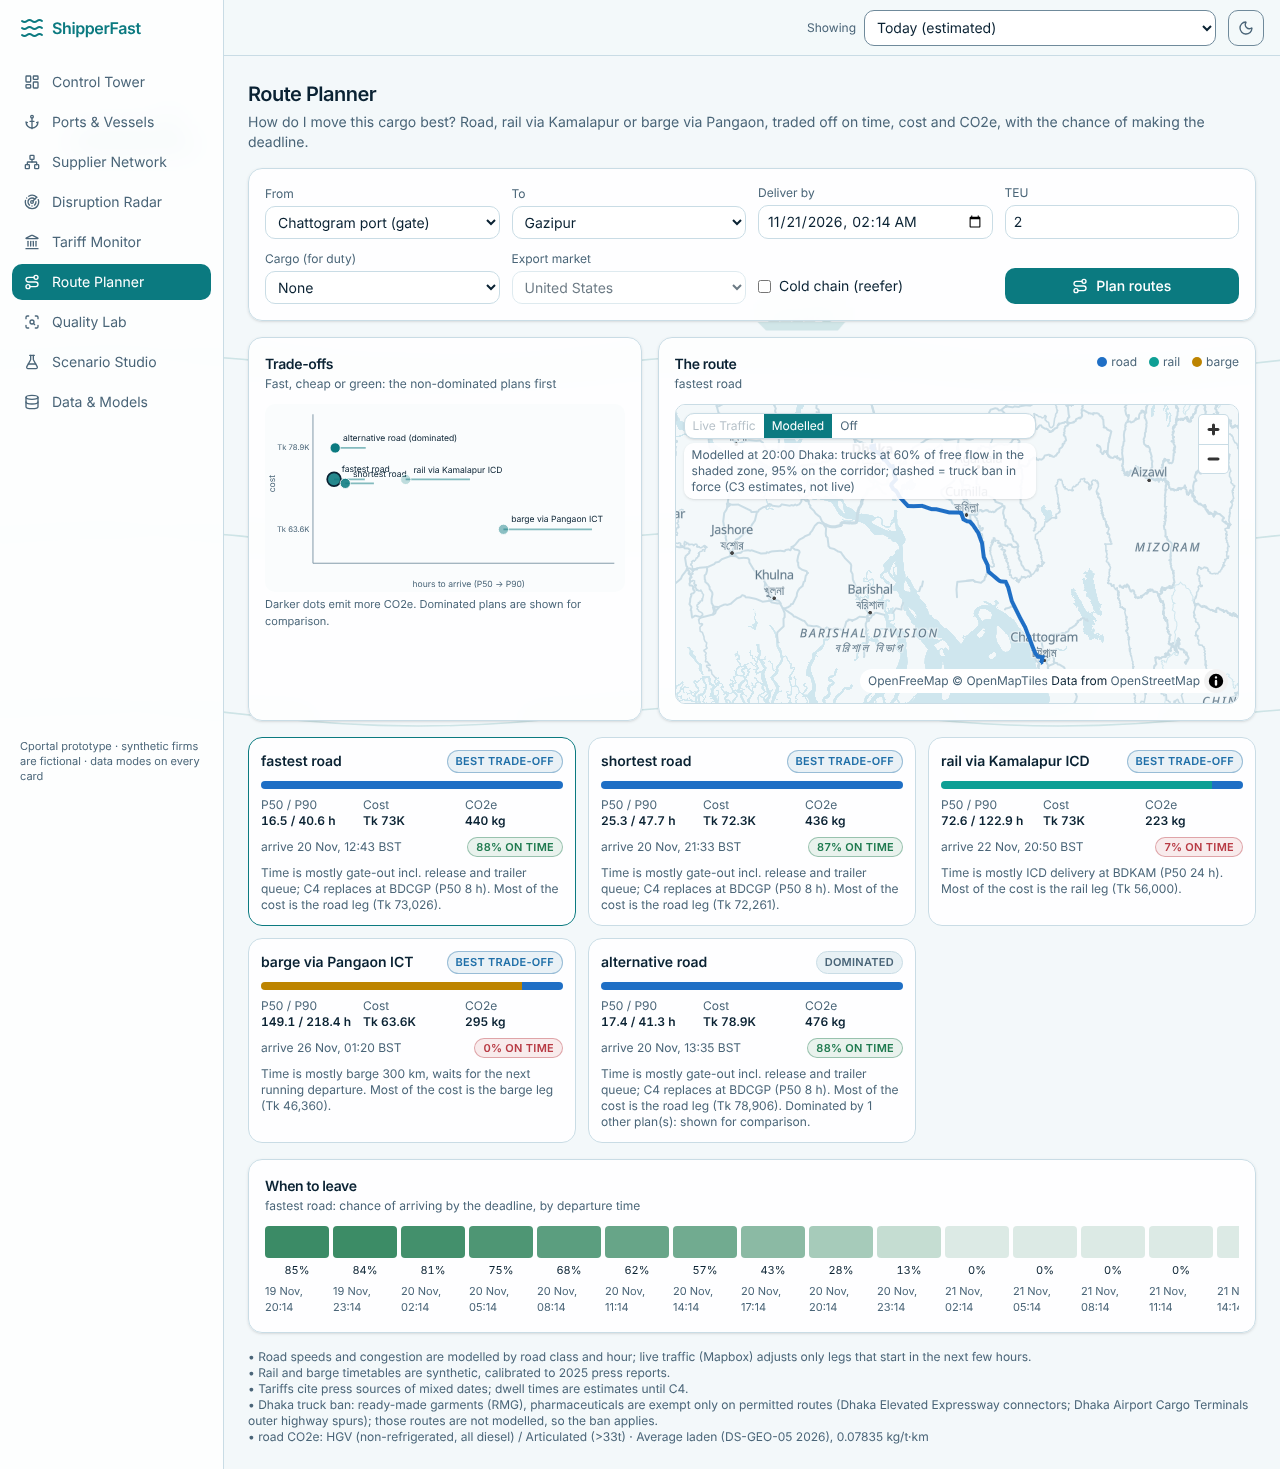 ShipperFast
Showing
Today (estimated)
Control Tower
Ports & Vessels
Supplier Network
Disruption Radar
Tariff Monitor
Route Planner
Quality Lab
Scenario Studio
Data & Models
Cportal prototype · synthetic firms
are fictional · data modes on every
card
Route Planner
How do I move this cargo best? Road, rail via Kamalapur or barge via Pangaon, traded off on time, cost and CO2e, with the chance of making the
deadline.
From
To
Deliver by
TEU
Chattogram port (gate)
Gazipur
11/21/2026, 02:14 AM
2
Cargo (for duty)
Export market
None
United States
Cold chain (reefer)
Plan routes
Trade-offs
Fast, cheap or green: the non-dominated plans first
alternative road (dominated)
Tk 78.9K
fastest road
shortest road
rail via Kamalapur ICD
cost
barge via Pangaon ICT
Tk 63.6K
hours to arrive (P50 → P90)
Darker dots emit more CO2e. Dominated plans are shown for
comparison.
The route
road
rail
barge
fastest road
Live Traffic
Modelled
Off
Modelled at 20:00 Dhaka: trucks at 60% of free flow in the
shaded zone, 95% on the corridor; dashed = truck ban in
force (C3 estimates, not live)
Aizawl
Cumilla
কুমিল্লা
ar
Jashore
যশোর
MIZORAM
Khulna
খুলনা
Barishal
বরিশাল
BARISHAL DIVISION
বরিশাল বিভাগ
Chattogram
OpenFreeMap © OpenMapTiles Data from OpenStreetMap
CHIN
fastest road
BEST TRADE-OFF
P50 / P90
Cost
CO2e
16.5 / 40.6 h
Tk 73K
440 kg
arrive 20 Nov, 12:43 BST
88% ON TIME
Time is mostly gate-out incl. release and trailer
queue; C4 replaces at BDCGP (P50 8 h). Most of the
cost is the road leg (Tk 73,026).
shortest road
BEST TRADE-OFF
P50 / P90
Cost
CO2e
25.3 / 47.7 h
Tk 72.3K
436 kg
arrive 20 Nov, 21:33 BST
87% ON TIME
Time is mostly gate-out incl. release and trailer
queue; C4 replaces at BDCGP (P50 8 h). Most of the
cost is the road leg (Tk 72,261).
rail via Kamalapur ICD
BEST TRADE-OFF
P50 / P90
Cost
CO2e
72.6 / 122.9 h
Tk 73K
223 kg
arrive 22 Nov, 20:50 BST
7% ON TIME
Time is mostly ICD delivery at BDKAM (P50 24 h).
Most of the cost is the rail leg (Tk 56,000).
barge via Pangaon ICT
BEST TRADE-OFF
P50 / P90
Cost
CO2e
149.1 / 218.4 h
Tk 63.6K
295 kg
arrive 26 Nov, 01:20 BST
0% ON TIME
Time is mostly barge 300 km, waits for the next
running departure. Most of the cost is the barge leg
(Tk 46,360).
alternative road
DOMINATED
P50 / P90
Cost
CO2e
17.4 / 41.3 h
Tk 78.9K
476 kg
arrive 20 Nov, 13:35 BST
88% ON TIME
Time is mostly gate-out incl. release and trailer
queue; C4 replaces at BDCGP (P50 8 h). Most of the
cost is the road leg (Tk 78,906). Dominated by 1
other plan(s): shown for comparison.
When to leave
fastest road: chance of arriving by the deadline, by departure time
85% 84% 81% 75% 68% 62% 57% 43% 28% 13% 0% 0% 0% 0%
19 Nov, 19 Nov, 20 Nov, 20 Nov, 20 Nov, 20 Nov, 20 Nov, 20 Nov, 20 Nov, 20 Nov, 21 Nov, 21 Nov, 21 Nov, 21 Nov, 21 N
20:14 23:14 02:14 05:14 08:14 11:14 14:14 17:14 20:14 23:14 02:14 05:14 08:14 11:14 14:14
• Road speeds and congestion are modelled by road class and hour; live traffic (Mapbox) adjusts only legs that start in the next few hours.
• Rail and barge timetables are synthetic, calibrated to 2025 press reports.
• Tariffs cite press sources of mixed dates; dwell times are estimates until C4.
• Dhaka truck ban: ready-made garments (RMG), pharmaceuticals are exempt only on permitted routes (Dhaka Elevated Expressway connectors; Dhaka Airport Cargo Terminals
outer highway spurs); those routes are not modelled, so the ban applies.
• road CO2e: HGV (non-refrigerated, all diesel) / Articulated (>33t) · Average laden (DS-GEO-05 2026), 0.07835 kg/t·km